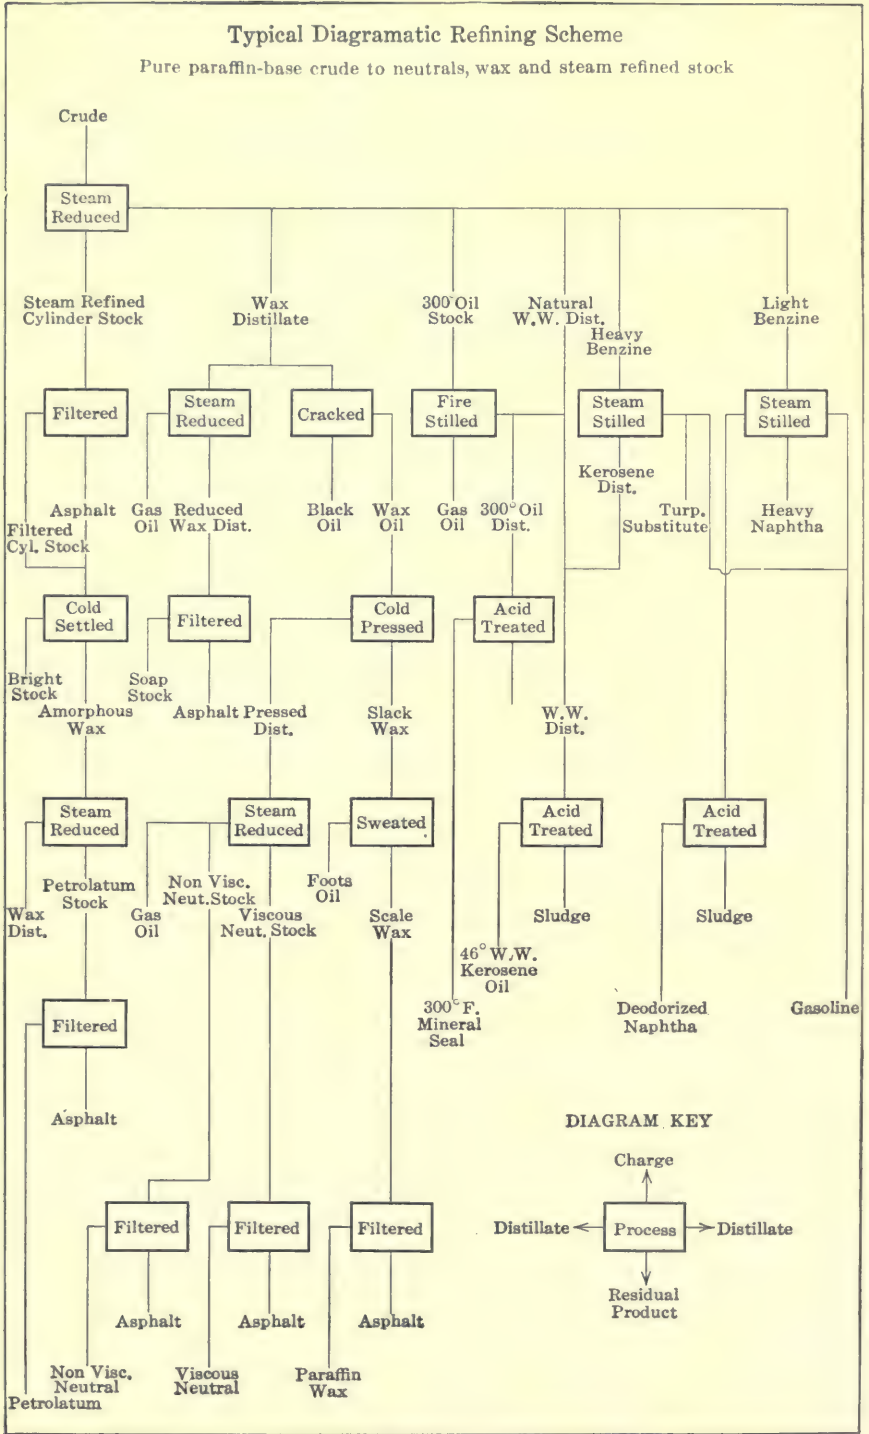 Typical Diagramatic Refining Scheme
Pure paraffin-base crude to neutrals, wax and steam refined stock
Crude
Steam
Reduced
Steam Refined
Cylinder Stock
Wax
Distillate
300° Oil
Stock
Natural
W.W. Dist.
Heavy
Benzine
Light
Benzine
Filtered
Steam
Reduced
Cracked
Fire
Stilled
Steam
Stilled
Steam
Stilled
Kerosene
Dist.
Asphalt
Filtered
Cyl. Stock
Gas
Oil
Reduced
Wax Dist.
Black
Oil
Wax
Oil
Gas
Oil
300° Oil
Dist.
Turp.
Substitute
Heavy
Naphtha
Cold
Settled
Filtered
Cold
Pressed
Acid
Treated
Bright
Stock
Amorphous
Wax
Soap
Stock
Asphalt
Pressed
Dist.
Slack
Wax
W.W.
Dist.
Steam
Reduced
Steam
Reduced
Sweated
Acid
Treated
Acid
Treated
Wax
Dist.
Petrolatum
Stock
Gas
Oil
Non Visc.
Neut. Stock
Viscous
Neut. Stock
Foots
Oil
Scale
Wax
Sludge
Sludge
46° W.W.
Kerosene
Oil
300° F.
Mineral
Seal
Deodorized
Naphtha
Gasoline
Filtered
Asphalt
DIAGRAM KEY
Charge
Distillate
Process
Distillate
Residual
Product
Filtered
Filtered
Filtered
Asphalt
Asphalt
Asphalt
Non Visc.
Neutral
Viscous
Neutral
Paraffin
Wax
Petrolatum